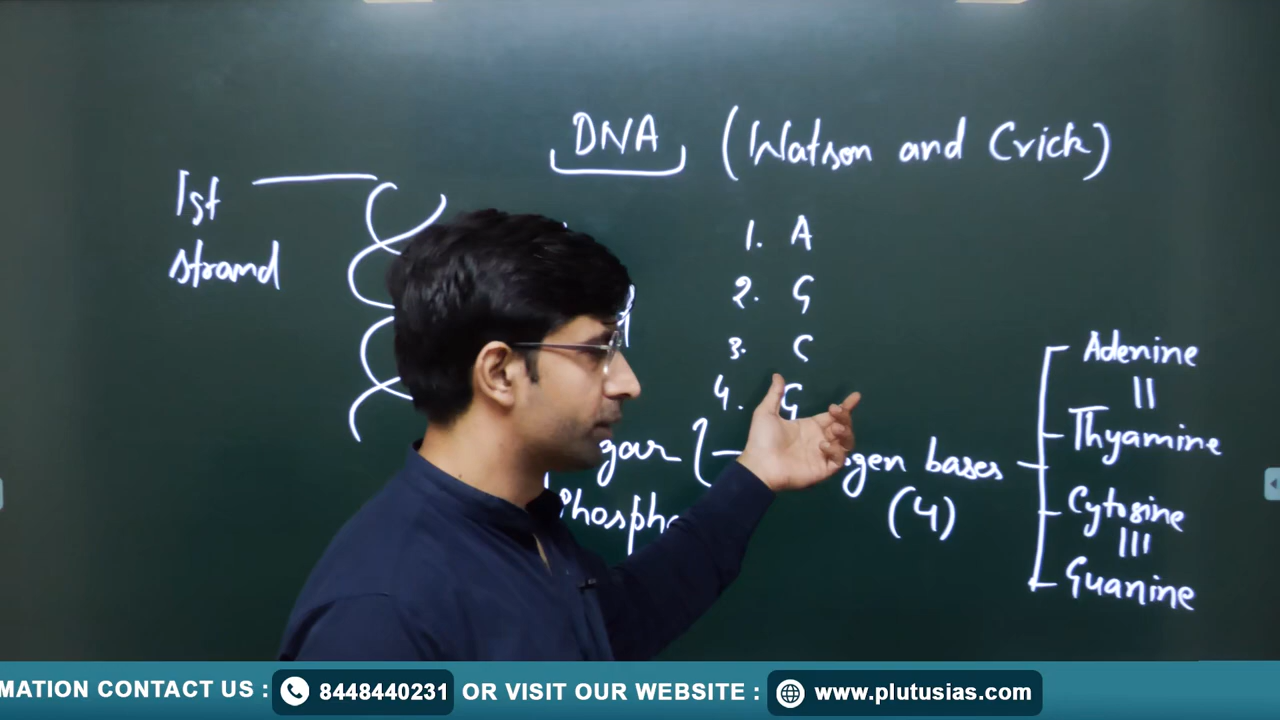 DNA (Watson and Crick)
1st
strand
1. A
2. G
3. C
4. G
Adenine
Thyamine
bases
(4)
Cytosine
Guanine
MATION CONTACT US : 8448440231 OR VISIT OUR WEBSITE : www.plutusias.com